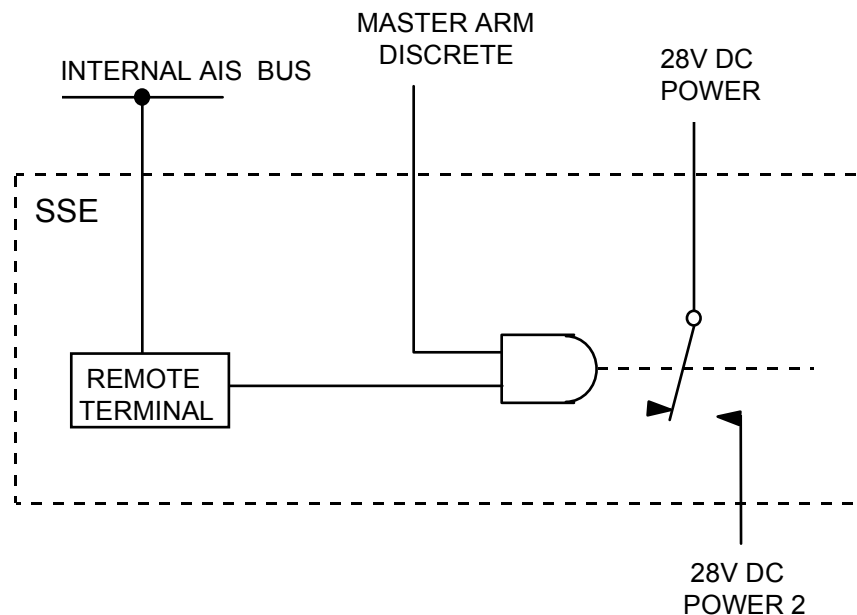 MASTER ARM
DISCRETE
INTERNAL AIS BUS
28V DC
POWER
SSE
REMOTE
TERMINAL
28V DC
POWER 2